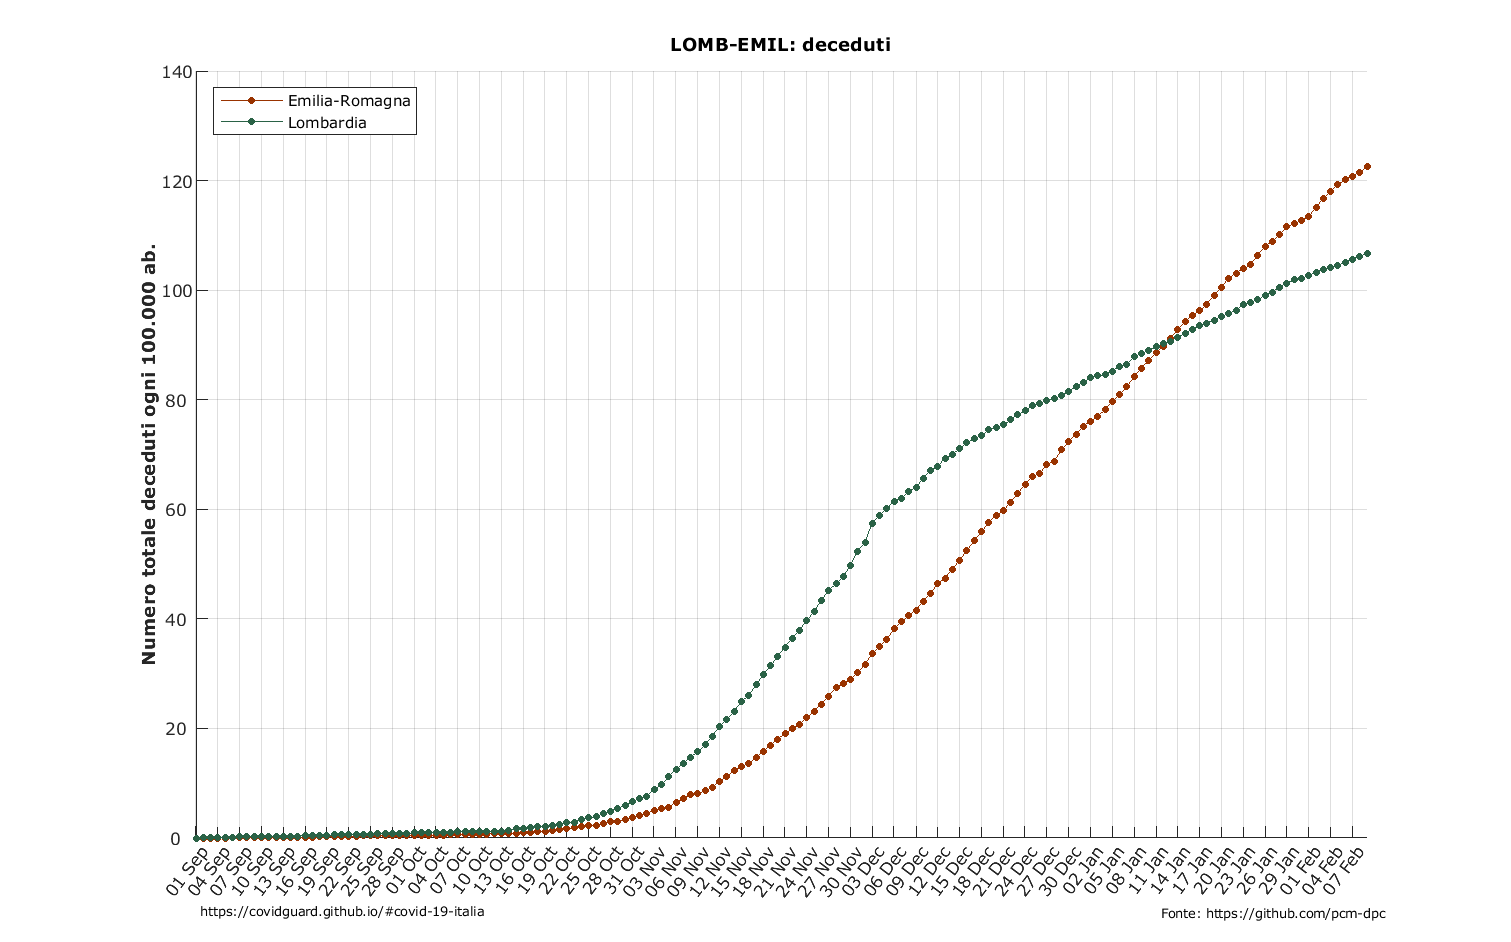 LOMB-EMIL: deceduti
Numero totale deceduti ogni 100.000 ab.
140
120
100
80
60
40
20
0
Emilia-Romagna
Lombardia
01 Sep
04 Sep
07 Sep
10 Sep
13 Sep
16 Sep
19 Sep
22 Sep
25 Sep
28 Sep
01 Oct
04 Oct
07 Oct
10 Oct
13 Oct
16 Oct
19 Oct
22 Oct
25 Oct
28 Oct
31 Oct
03 Nov
06 Nov
09 Nov
12 Nov
15 Nov
18 Nov
21 Nov
24 Nov
27 Nov
30 Nov
03 Dec
06 Dec
09 Dec
12 Dec
15 Dec
18 Dec
21 Dec
24 Dec
27 Dec
30 Dec
02 Jan
05 Jan
08 Jan
11 Jan
14 Jan
17 Jan
20 Jan
23 Jan
26 Jan
29 Jan
01 Feb
04 Feb
07 Feb
https://covidguard.github.io/#covid-19-italia
Fonte: https://github.com/pcm-dpc